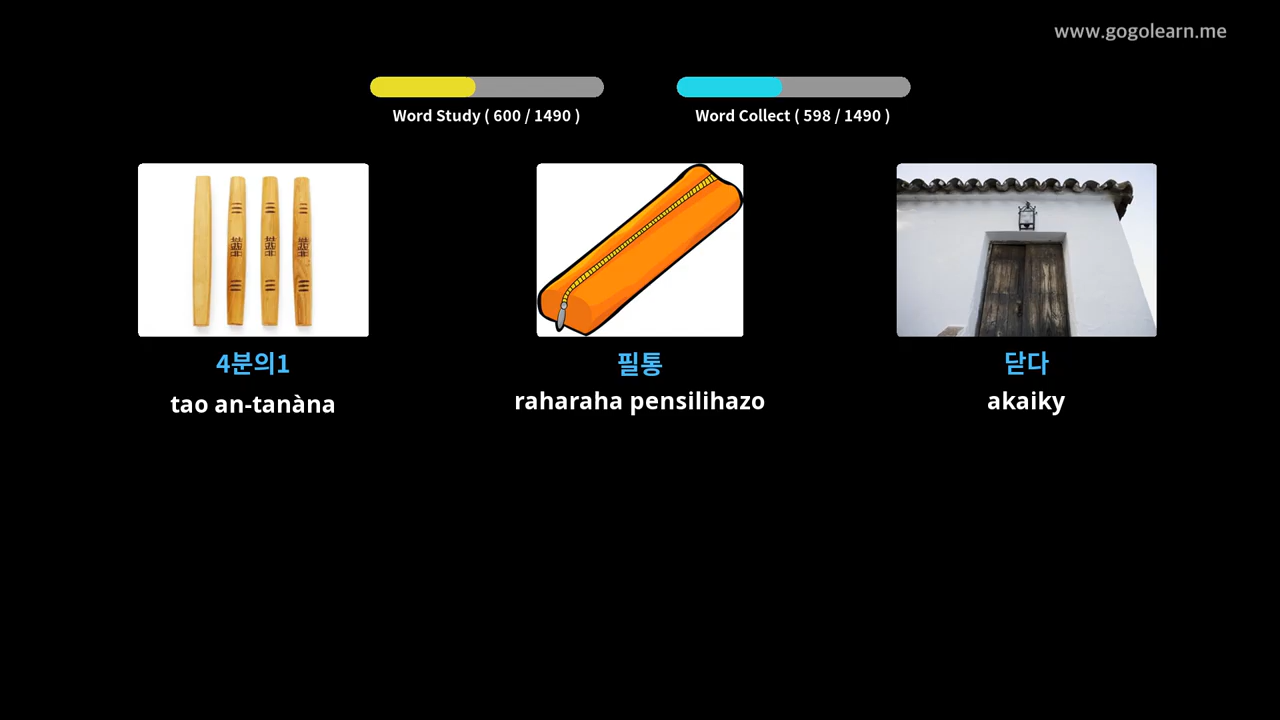 www.gogolearn.me
Word Study ( 600 / 1490 )
Word Collect ( 598 / 1490 )
4분의1
필통
닫다
tao an-tanàna
raharaha pensilihazo
akaiky